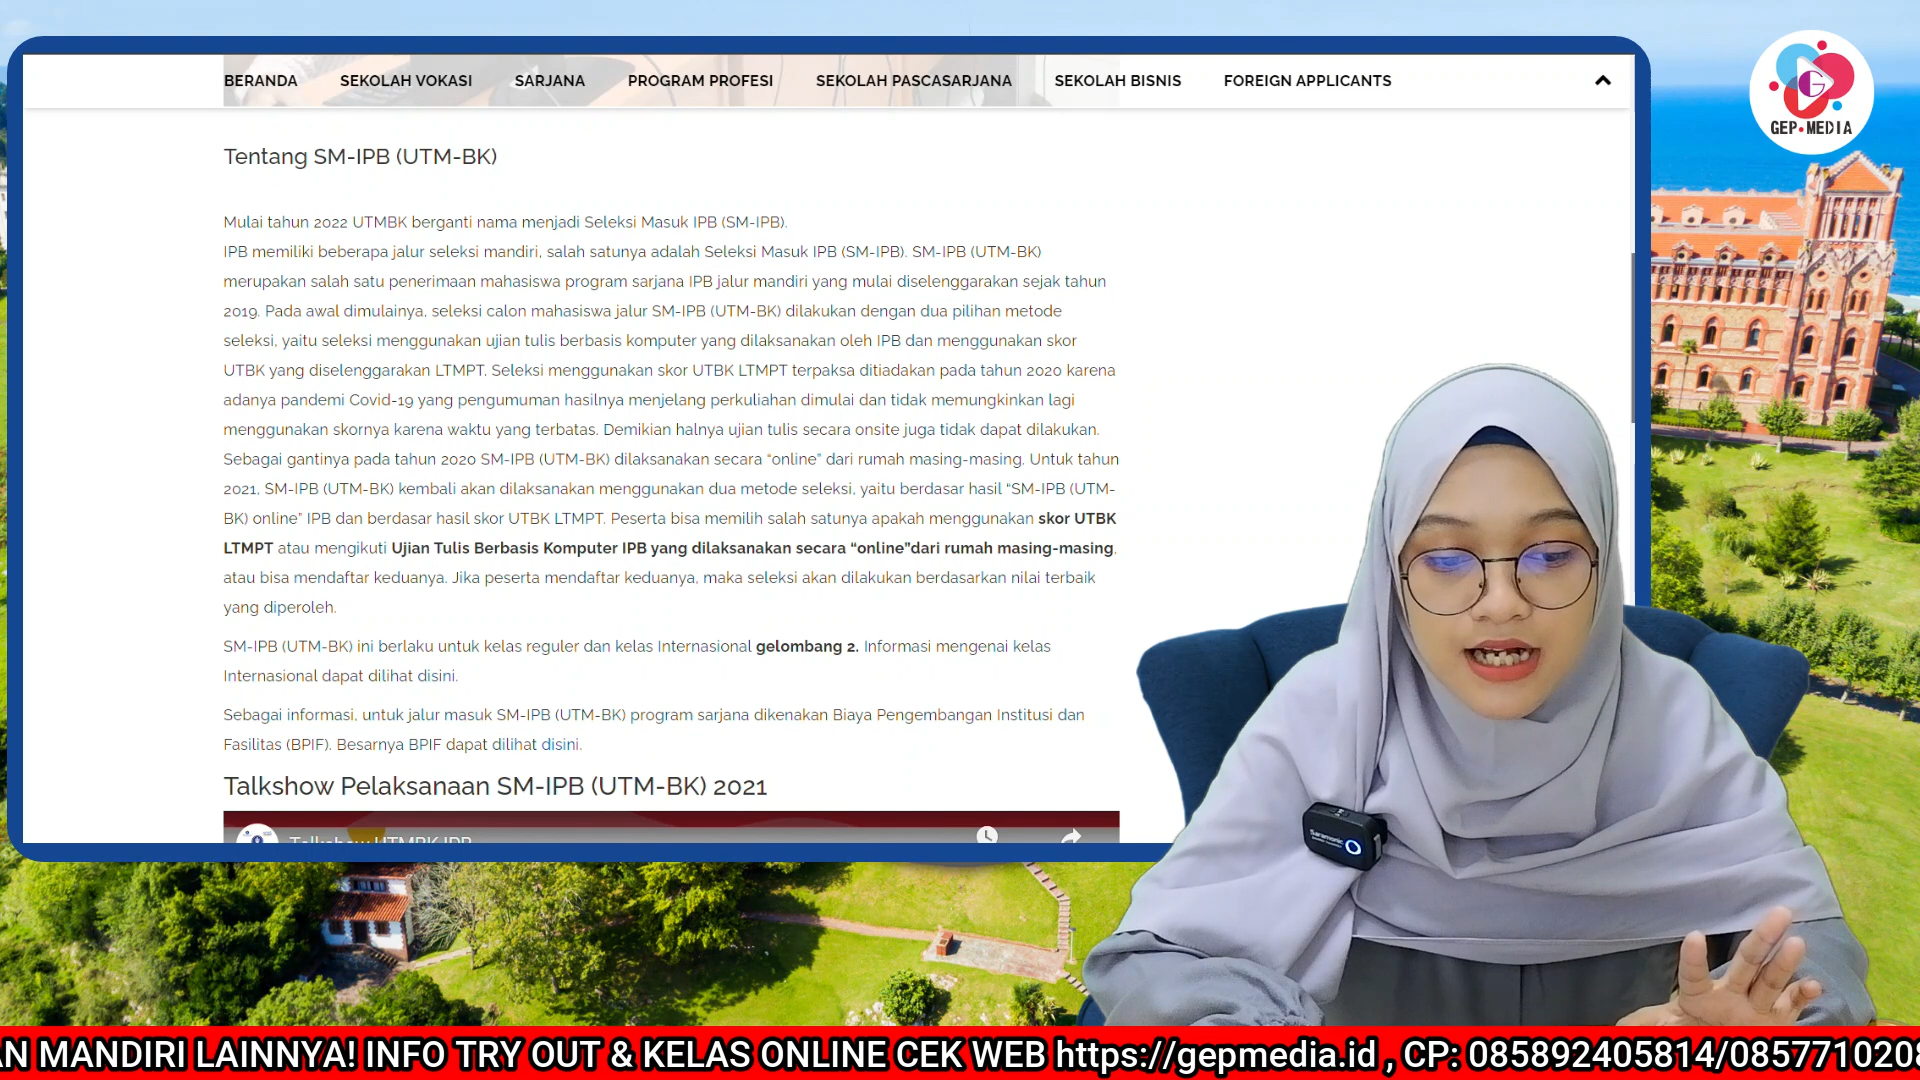 BERANDA SEKOLAH VOKASI SARJANA PROGRAM PROFESI SEKOLAH PASCASARJANA SEKOLAH BISNIS FOREIGN APPLICANTS
GEP MEDIA
Tentang SM-IPB (UTM-BK)
Mulai tahun 2022 UTMBK berganti nama menjadi Seleksi Masuk IPB (SM-IPB).
IPB memiliki beberapa jalur seleksi mandiri, salah satunya adalah Seleksi Masuk IPB (SM-IPB). SM-IPB (UTM-BK)
merupakan salah satu penerimaan mahasiswa program sarjana IPB jalur mandiri yang mulai diselenggarakan sejak tahun
2019. Pada awal dimulainya, seleksi calon mahasiswa jalur SM-IPB (UTM-BK) dilakukan dengan dua pilihan metode
seleksi, yaitu seleksi menggunakan ujian tulis berbasis komputer yang dilaksanakan oleh IPB dan menggunakan skor
UTBK yang diselenggarakan LTMPT. Seleksi menggunakan skor UTBK LTMPT terpaksa ditiadakan pada tahun 2020 karena
adanya pandemi Covid-19 yang pengumuman hasilnya menjelang perkuliahan dimulai dan tidak memungkinkan lagi
menggunakan skornya karena waktu yang terbatas. Demikian halnya ujian tulis secara onsite juga tidak dapat dilakukan.
Sebagai gantinya pada tahun 2020 SM-IPB (UTM-BK) dilaksanakan secara “online” dari rumah masing-masing. Untuk tahun
2021, SM-IPB (UTM-BK) kembali akan dilaksanakan menggunakan dua metode seleksi, yaitu berdasar hasil “SM-IPB (UTM-
BK) online” IPB dan berdasar hasil skor UTBK LTMPT. Peserta bisa memilih salah satunya apakah menggunakan skor UTBK
LTMPT atau mengikuti Ujian Tulis Berbasis Komputer IPB yang dilaksanakan secara “online”dari rumah masing-masing,
atau bisa mendaftar keduanya. Jika peserta mendaftar keduanya, maka seleksi akan dilakukan berdasarkan nilai terbaik
yang diperoleh.
SM-IPB (UTM-BK) ini berlaku untuk kelas reguler dan kelas Internasional gelombang 2. Informasi mengenai kelas
Internasional dapat dilihat disini.
Sebagai informasi, untuk jalur masuk SM-IPB (UTM-BK) program sarjana dikenakan Biaya Pengembangan Institusi dan
Fasilitas (BPIF). Besarnya BPIF dapat dilihat disini.
Talkshow Pelaksanaan SM-IPB (UTM-BK) 2021
Talkshow UTMBK IPB
Saramonic
AN MANDIRI LAINNYA! INFO TRY OUT & KELAS ONLINE CEK WEB https://gepmedia.id , CP: 085892405814/0857710208